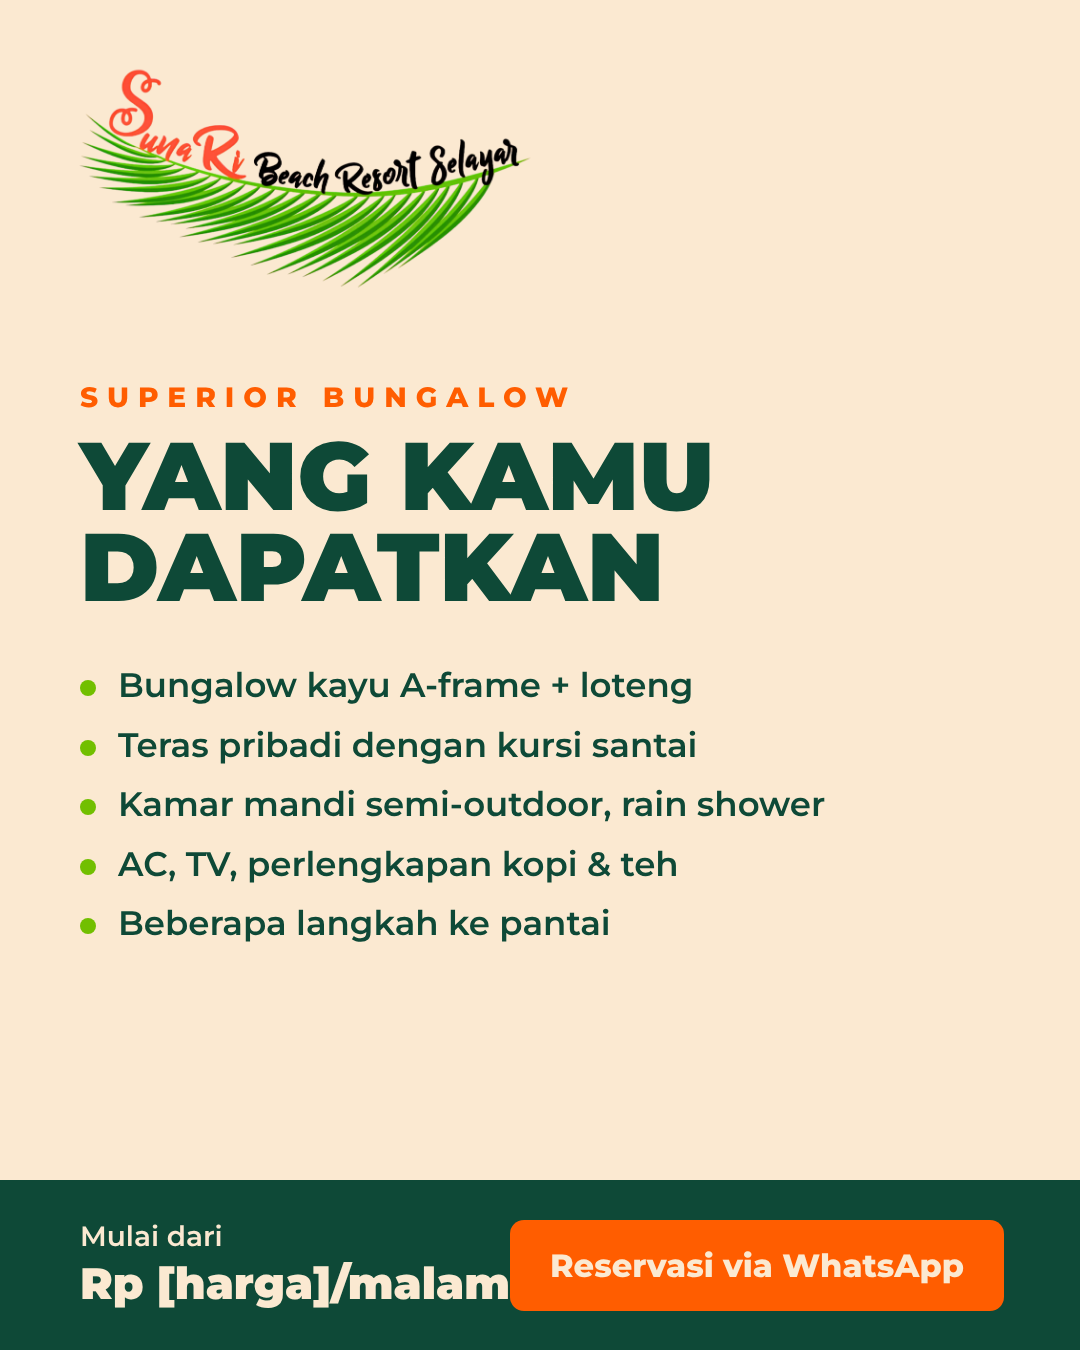 SunaRi Beach Resort Selayar
SUPERIOR BUNGALOW
YANG KAMU
DAPATKAN
Bungalow kayu A-frame + loteng
Teras pribadi dengan kursi santai
Kamar mandi semi-outdoor, rain shower
AC, TV, perlengkapan kopi & teh
Beberapa langkah ke pantai
Mulai dari
Rp [harga]/malam
Reservasi via WhatsApp